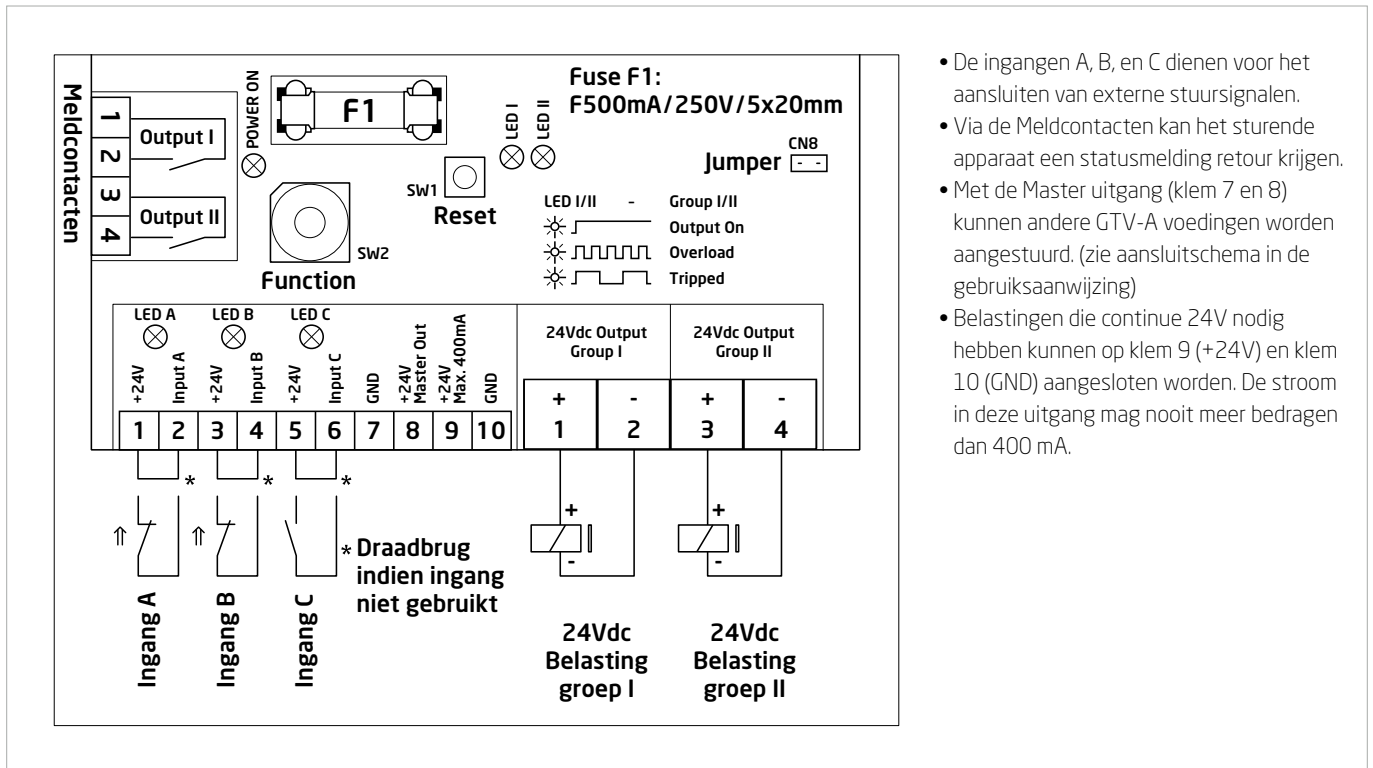 Meldcontacten
1
2
3
4
Output I
Output II
POWER ON
F1
Fuse F1:
F500mA/250V/5x20mm
LED I
LED II
CN8
Jumper
- -
SW1
Reset
SW2
Function
LED I/II - Group I/II
Output On
Overload
Tripped
LED A
LED B
LED C
+24V
Input A
+24V
Input B
+24V
Input C
GND
+24V
Master Out
+24V
Max. 400mA
GND
1 2 3 4 5 6 7 8 9 10
24Vdc Output
Group I
24Vdc Output
Group II
+ - + -
1 2 3 4
* * *
⇑ ⇑
* Draadbrug
indien ingang
niet gebruikt
Ingang A
Ingang B
Ingang C
+
-
+
-
24Vdc
Belasting
groep I
24Vdc
Belasting
groep II
• De ingangen A, B, en C dienen voor het
aansluiten van externe stuursignalen.
• Via de Meldcontacten kan het sturende
apparaat een statusmelding retour krijgen.
• Met de Master uitgang (klem 7 en 8)
kunnen andere GTV-A voedingen worden
aangestuurd. (zie aansluitschema in de
gebruiksaanwijzing)
• Belastingen die continue 24V nodig
hebben kunnen op klem 9 (+24V) en klem
10 (GND) aangesloten worden. De stroom
in deze uitgang mag nooit meer bedragen
dan 400 mA.